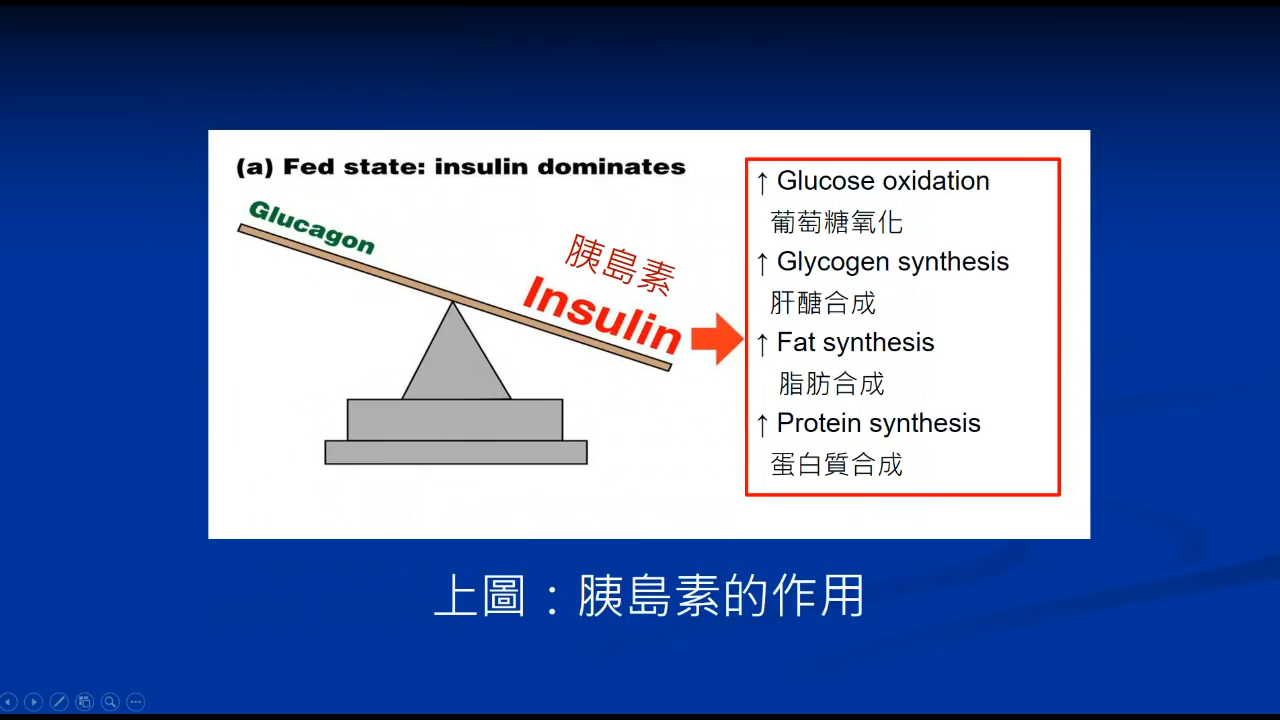 (a) Fed state: insulin dominates
Glucagon
胰島素
Insulin
↑ Glucose oxidation
葡萄糖氧化
↑ Glycogen synthesis
肝醣合成
↑ Fat synthesis
脂肪合成
↑ Protein synthesis
蛋白質合成
上圖：胰島素的作用